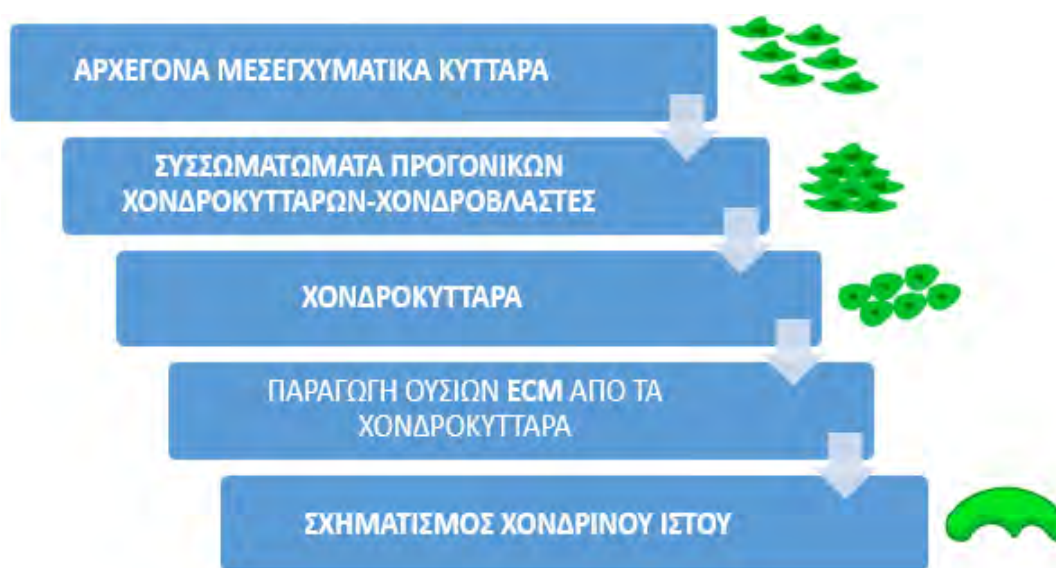 ΑΡΧΕΓΟΝΑ ΜΕΣΕΓΧΥΜΑΤΙΚΑ ΚΥΤΤΑΡΑ
ΣΥΣΣΩΜΑΤΩΜΑΤΑ ΠΡΟΓΟΝΙΚΩΝ
ΧΟΝΔΡΟΚΥΤΤΑΡΩΝ-ΧΟΝΔΡΟΒΛΑΣΤΕΣ
ΧΟΝΔΡΟΚΥΤΤΑΡΑ
ΠΑΡΑΓΩΓΗ ΟΥΣΙΩΝ ECM ΑΠΟ ΤΑ
ΧΟΝΔΡΟΚΥΤΤΑΡΑ
ΣΧΗΜΑΤΙΣΜΟΣ ΧΟΝΔΡΙΝΟΥ ΙΣΤΟΥ